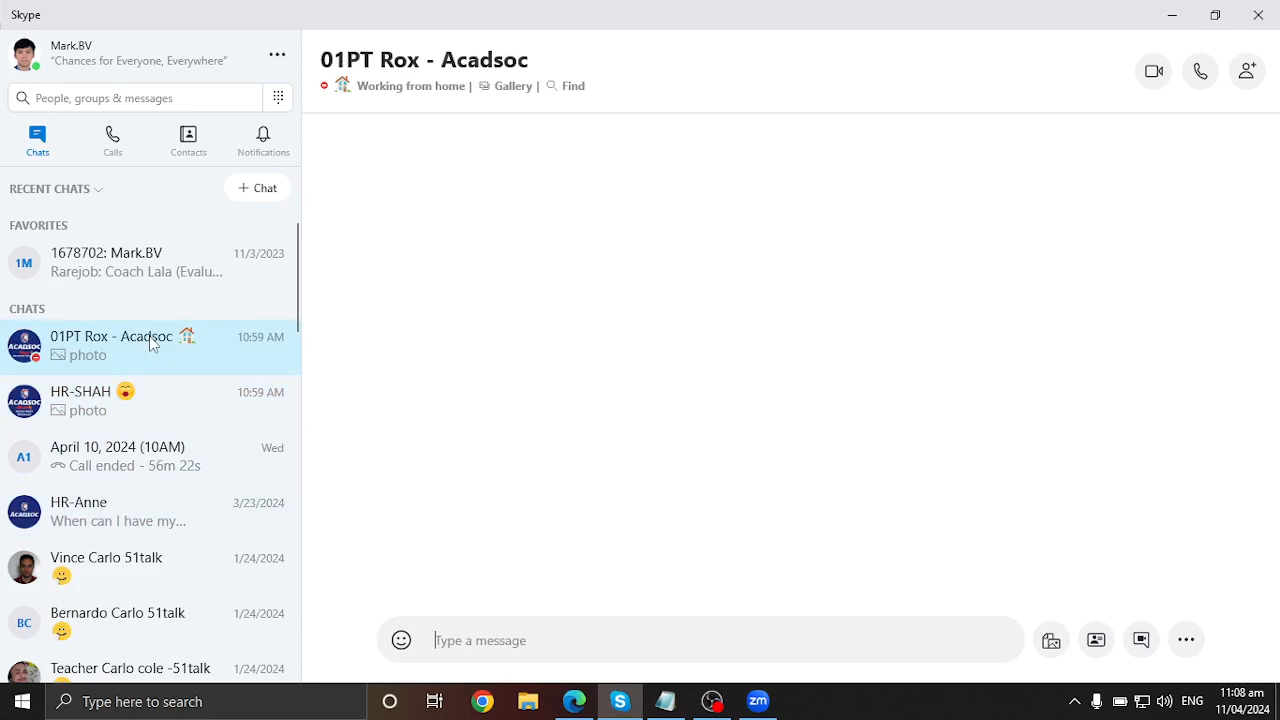 Skype
Mark.BV
“Chances for Everyone, Everywhere”
People, groups & messages
Chats Calls Contacts Notifications
RECENT CHATS
Chat
FAVORITES
1678702: Mark.BV 11/3/2023
Rarejob: Coach Lala (Evalu...
CHATS
01PT Rox - Acadsoc 10:59 AM
photo
HR-SHAH 10:59 AM
photo
A1
April 10, 2024 (10AM) Wed
Call ended - 56m 22s
HR-Anne 3/23/2024
When can I have my...
Vince Carlo 51talk 1/24/2024
BC
Bernardo Carlo 51talk 1/24/2024
Teacher Carlo cole -51talk 1/24/2024
1M
ACADSOC
ACADSOC
ACADSOC
01PT Rox - Acadsoc
Working from home | Gallery | Find
Type a message
Type here to search
zm
ENG
11:08 am
11/04/2024